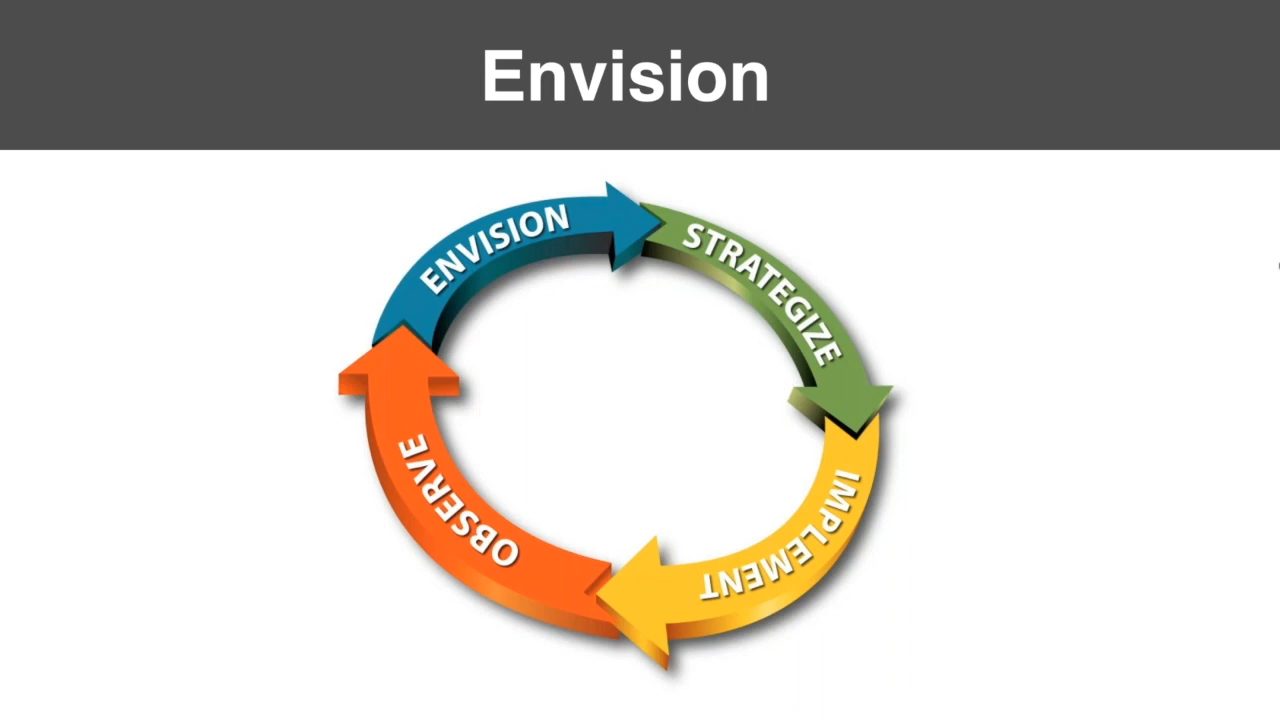 Envision
ENVISION
STRATEGIZE
IMPLEMENT
OBSERVE